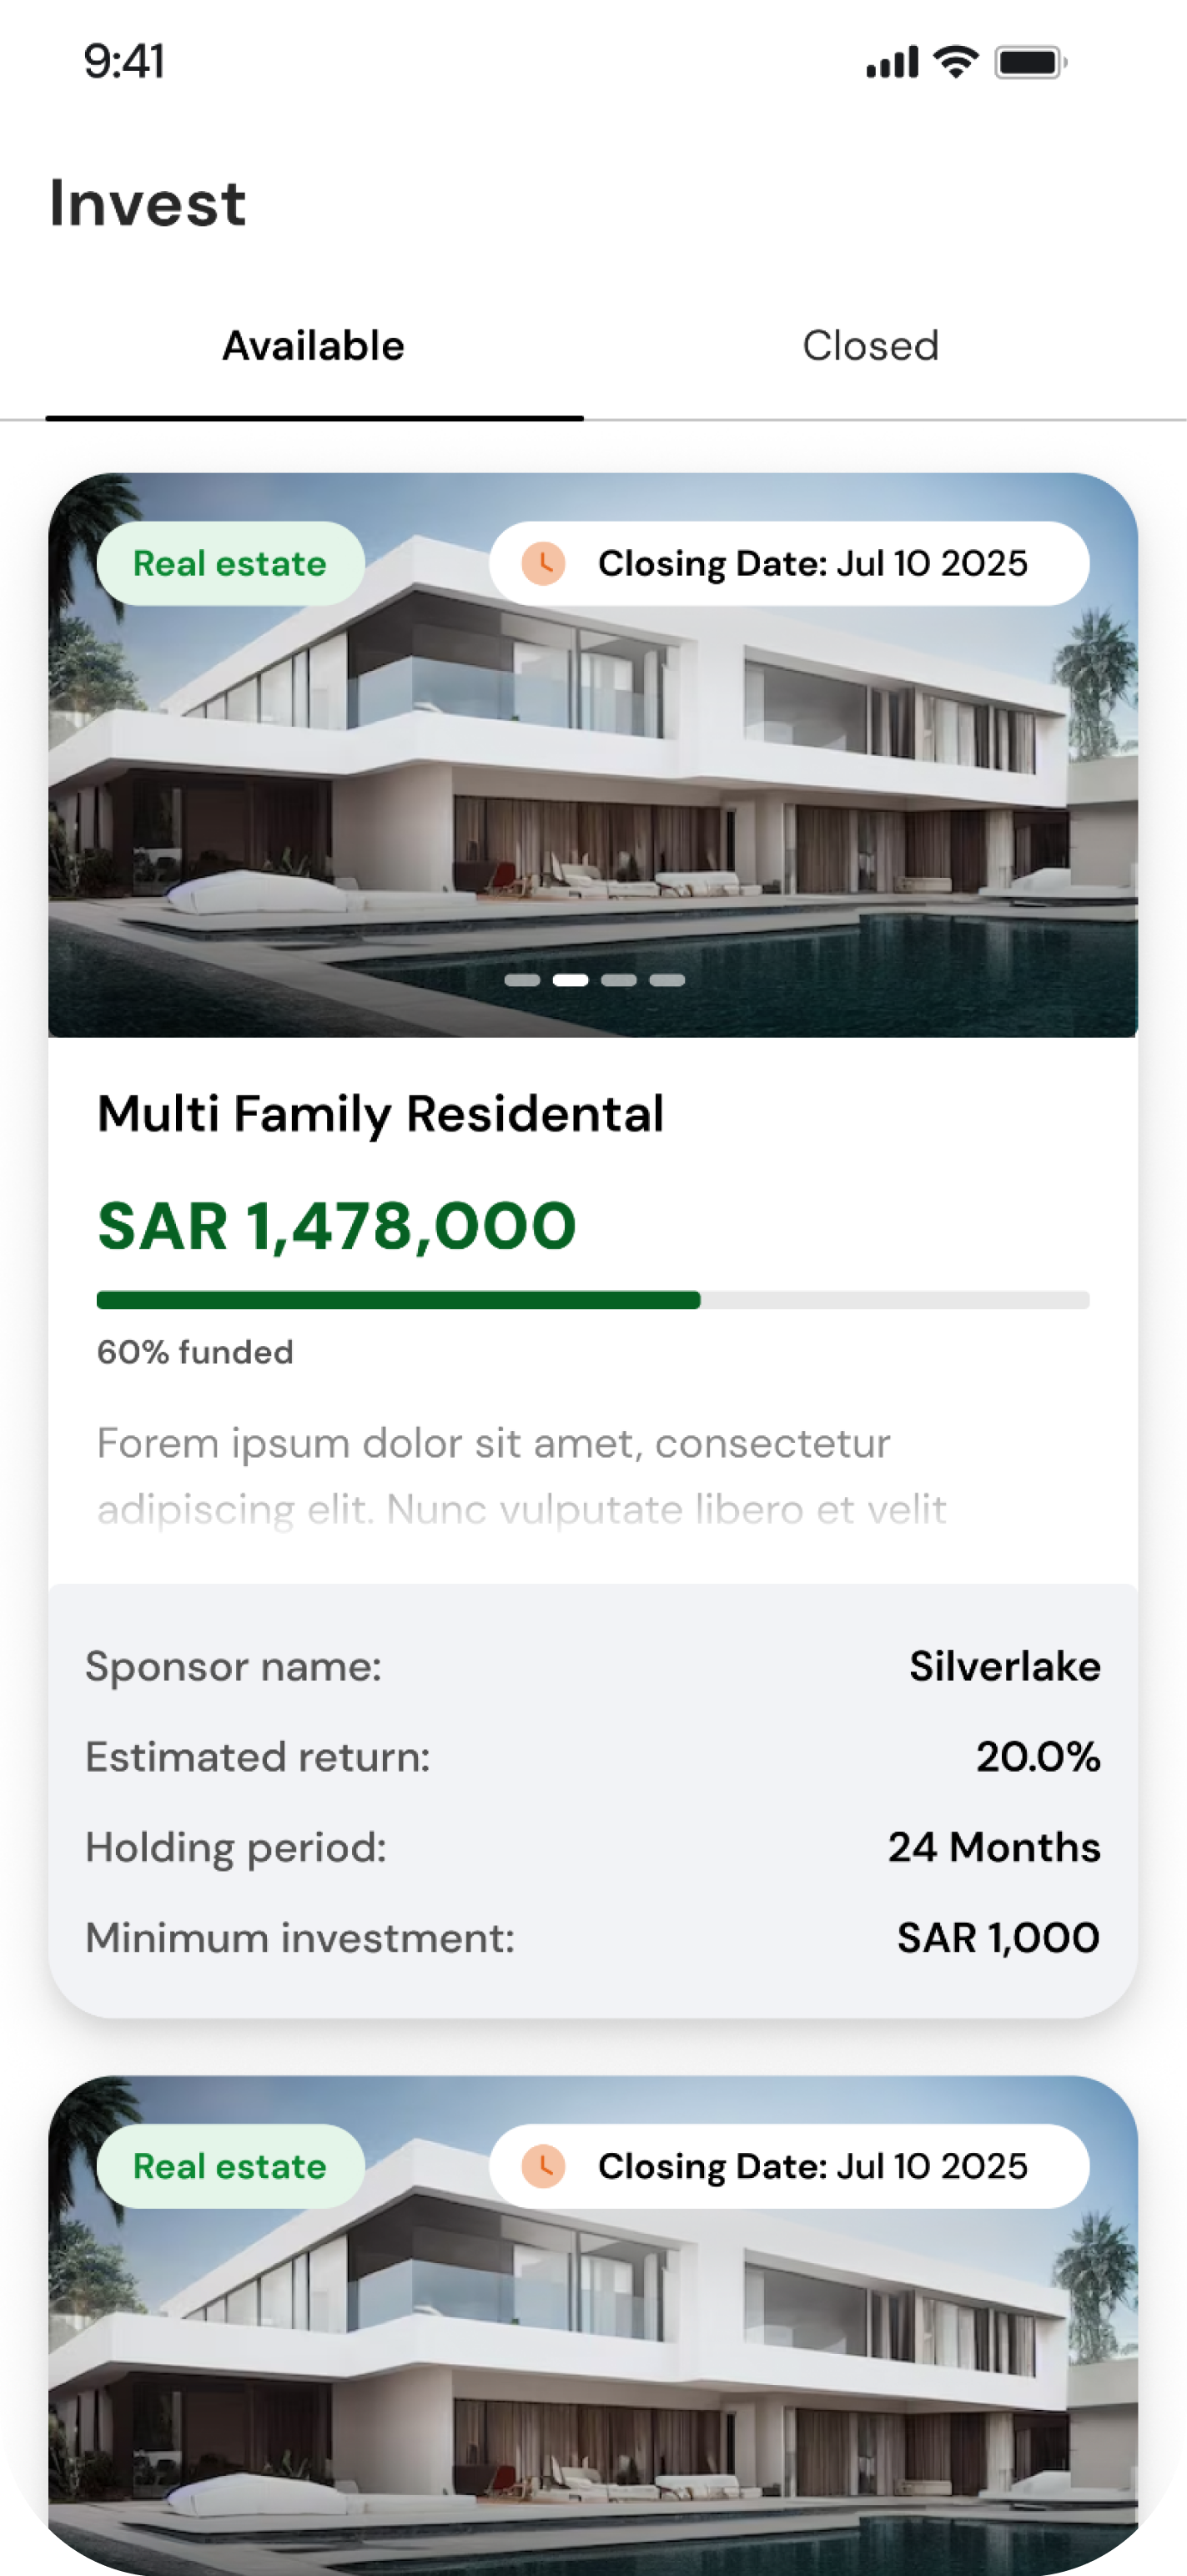 9:41
Invest
Available Closed
Real estate Closing Date: Jul 10 2025
Multi Family Residental
SAR 1,478,000
60% funded
Forem ipsum dolor sit amet, consectetur
adipiscing elit. Nunc vulputate libero et velit
Sponsor name: Silverlake
Estimated return: 20.0%
Holding period: 24 Months
Minimum investment: SAR 1,000
Real estate Closing Date: Jul 10 2025